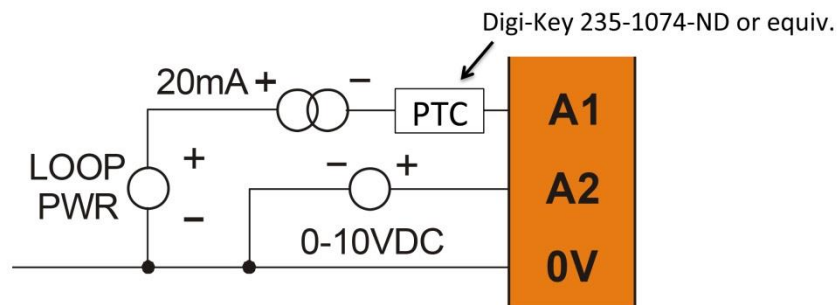 Digi-Key 235-1074-ND or equiv.
20mA + −
PTC
A1
LOOP
PWR
+
−
− +
A2
0-10VDC
0V